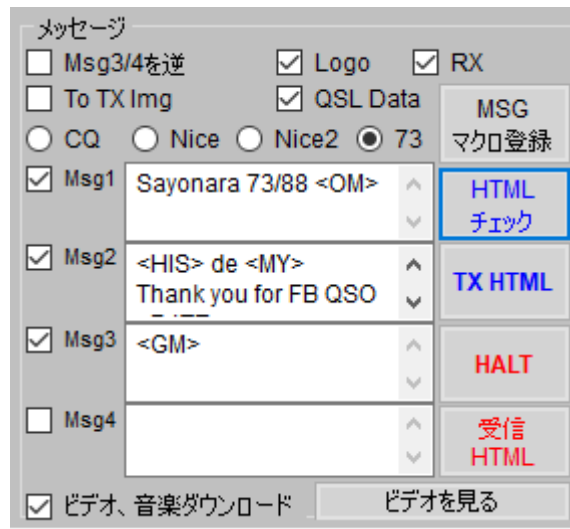 メッセージ
Msg3/4を逆
Logo
RX
To TX Img
QSL Data
MSG
マクロ登録
CQ
Nice
Nice2
73
Msg1
Sayonara 73/88 <OM>
HTML
チェック
Msg2
<HIS> de <MY>
Thank you for FB QSO
TX HTML
Msg3
<GM>
HALT
Msg4
受信
HTML
ビデオ、音楽ダウンロード
ビデオを見る